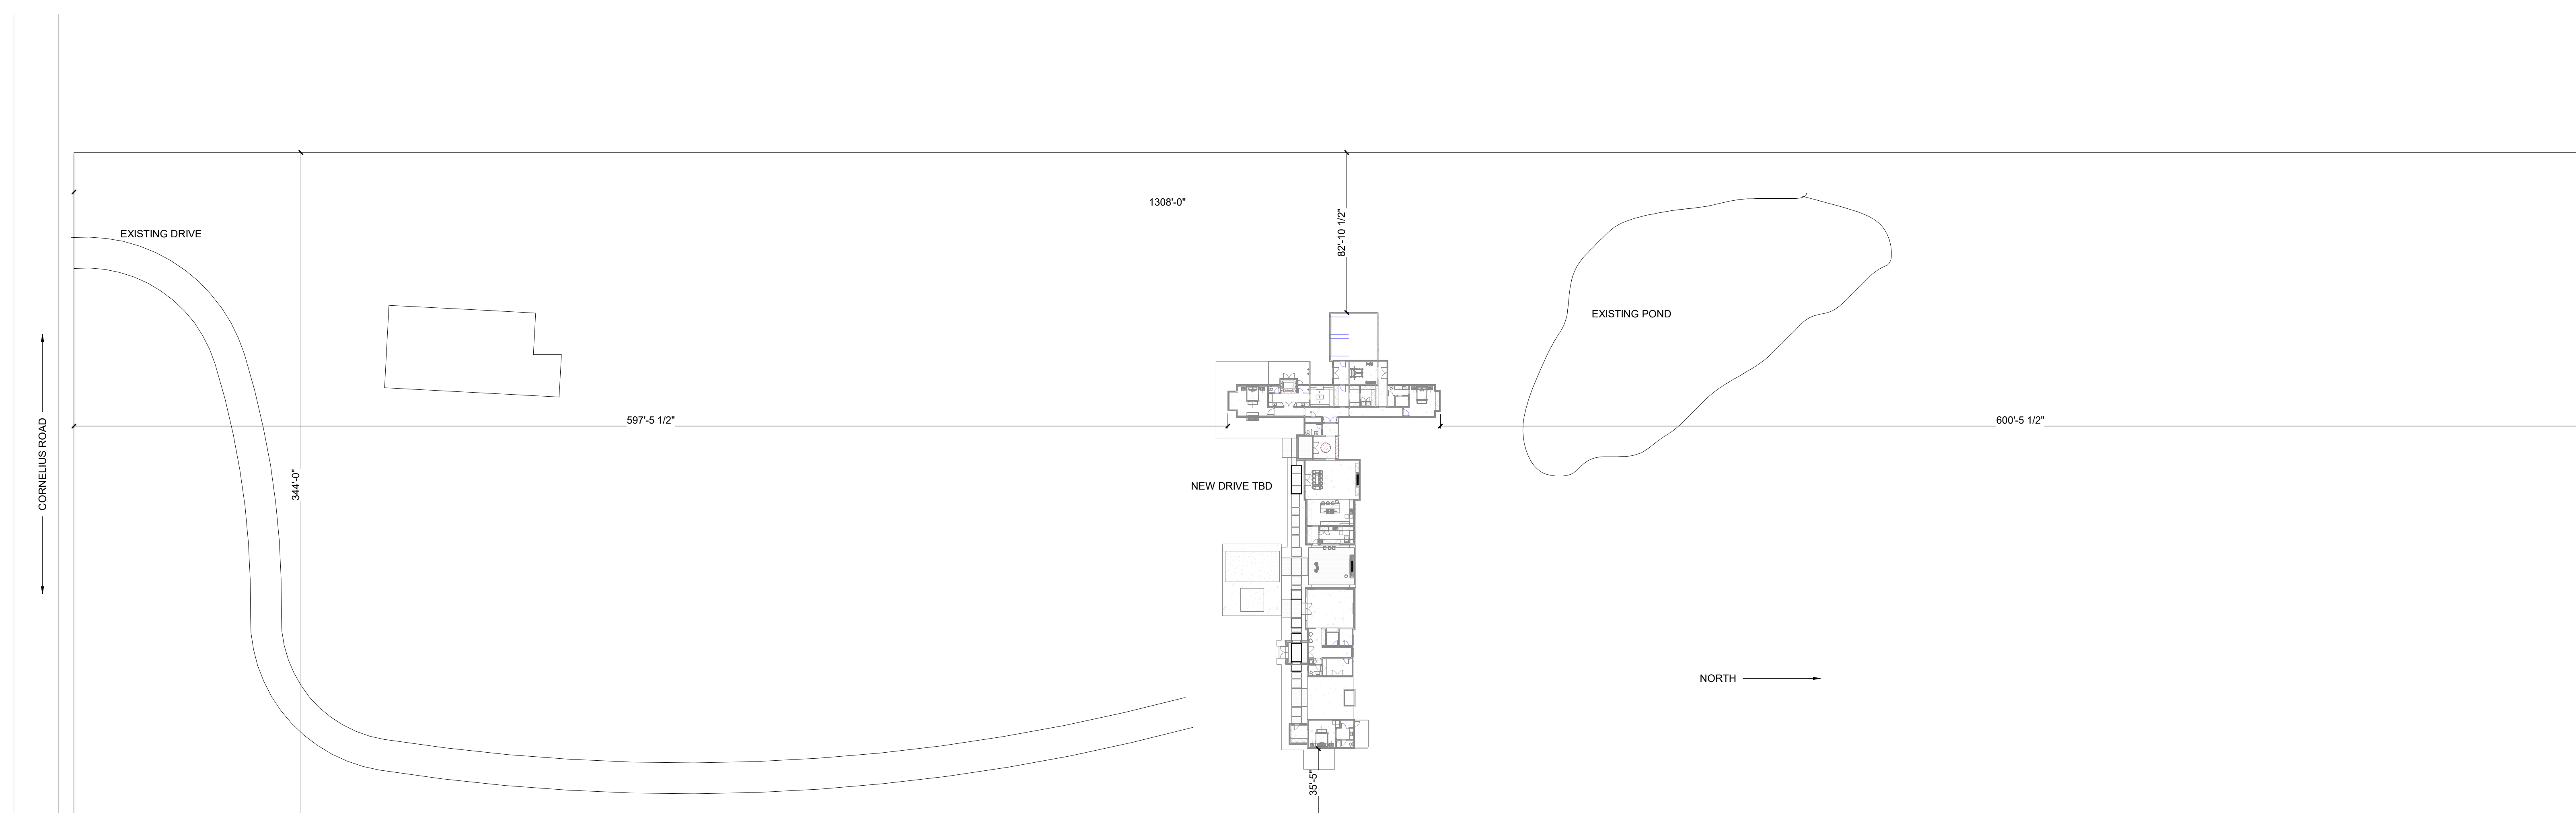 1308'-0"
EXISTING DRIVE
82'-10 1/2"
EXISTING POND
597'-5 1/2"
600'-5 1/2"
CORNELIUS ROAD
344'-0"
NEW DRIVE TBD
NORTH
35'-5"